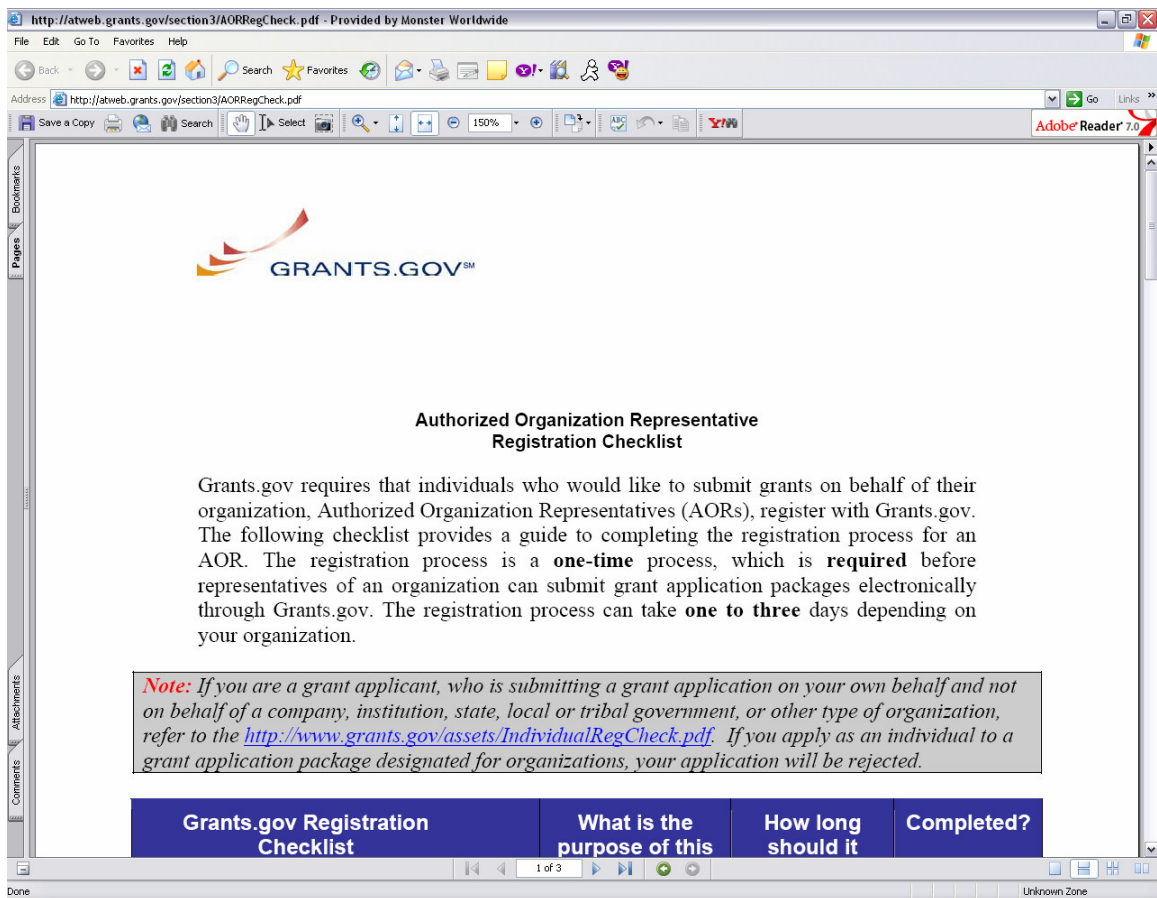 http://atweb.grants.gov/section3/AORRegCheck.pdf - Provided by Monster Worldwide
File Edit Go To Favorites Help
Back Search Favorites
Address http://atweb.grants.gov/section3/AORRegCheck.pdf Go Links »
Save a Copy Search Select 150% Y! Adobe Reader 7.0
Bookmarks
Pages
GRANTS.GOV SM
Authorized Organization Representative
Registration Checklist
Grants.gov requires that individuals who would like to submit grants on behalf of their
organization, Authorized Organization Representatives (AORs), register with Grants.gov.
The following checklist provides a guide to completing the registration process for an
AOR. The registration process is a one-time process, which is required before
representatives of an organization can submit grant application packages electronically
through Grants.gov. The registration process can take one to three days depending on
your organization.
Note: If you are a grant applicant, who is submitting a grant application on your own behalf and not
on behalf of a company, institution, state, local or tribal government, or other type of organization,
refer to the http://www.grants.gov/assets/IndividualRegCheck.pdf. If you apply as an individual to a
grant application package designated for organizations, your application will be rejected.
Attachments
Comments
Grants.gov Registration What is the How long Completed?
Checklist purpose of this should it
1 of 3
Done Unknown Zone